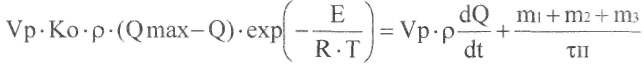 Vp·Ko·ρ·(Qmax−Q)·exp(−E/(R·T)) = Vp·ρ dQ/dt + (m₁+m₂+m₃)/τп